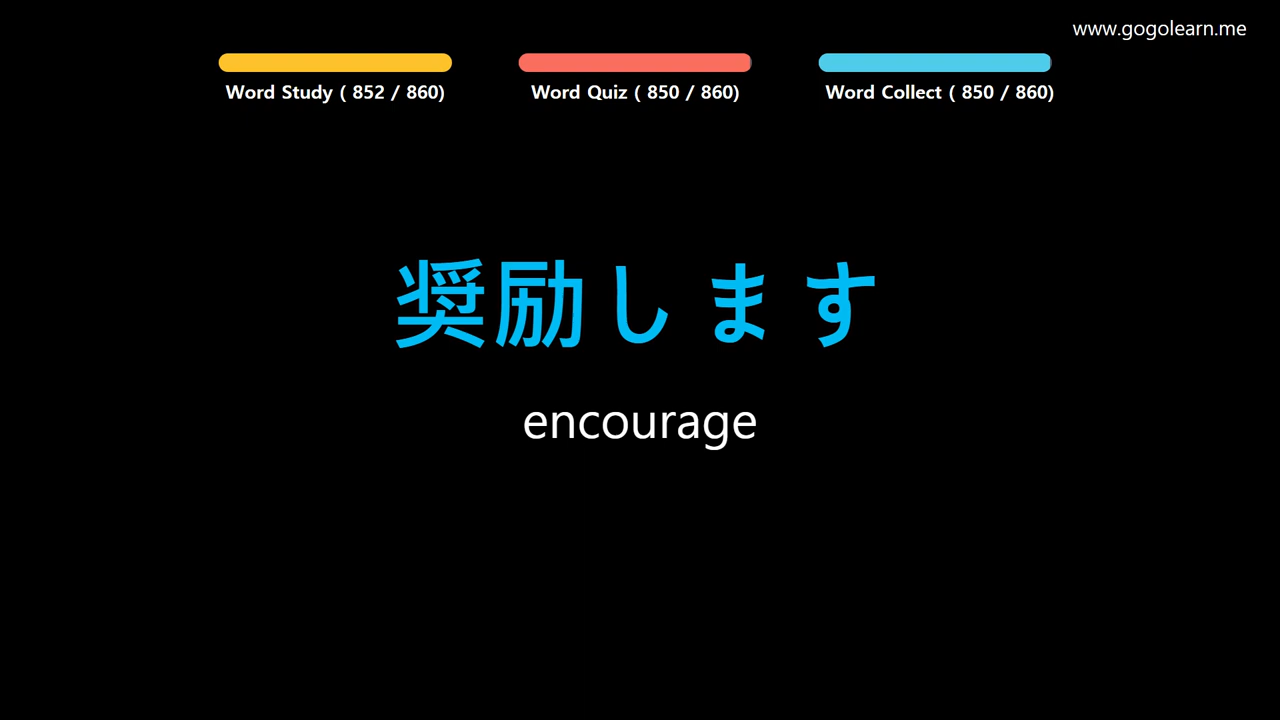 www.gogolearn.me
Word Study ( 852 / 860)
Word Quiz ( 850 / 860)
Word Collect ( 850 / 860)
奨励します
encourage